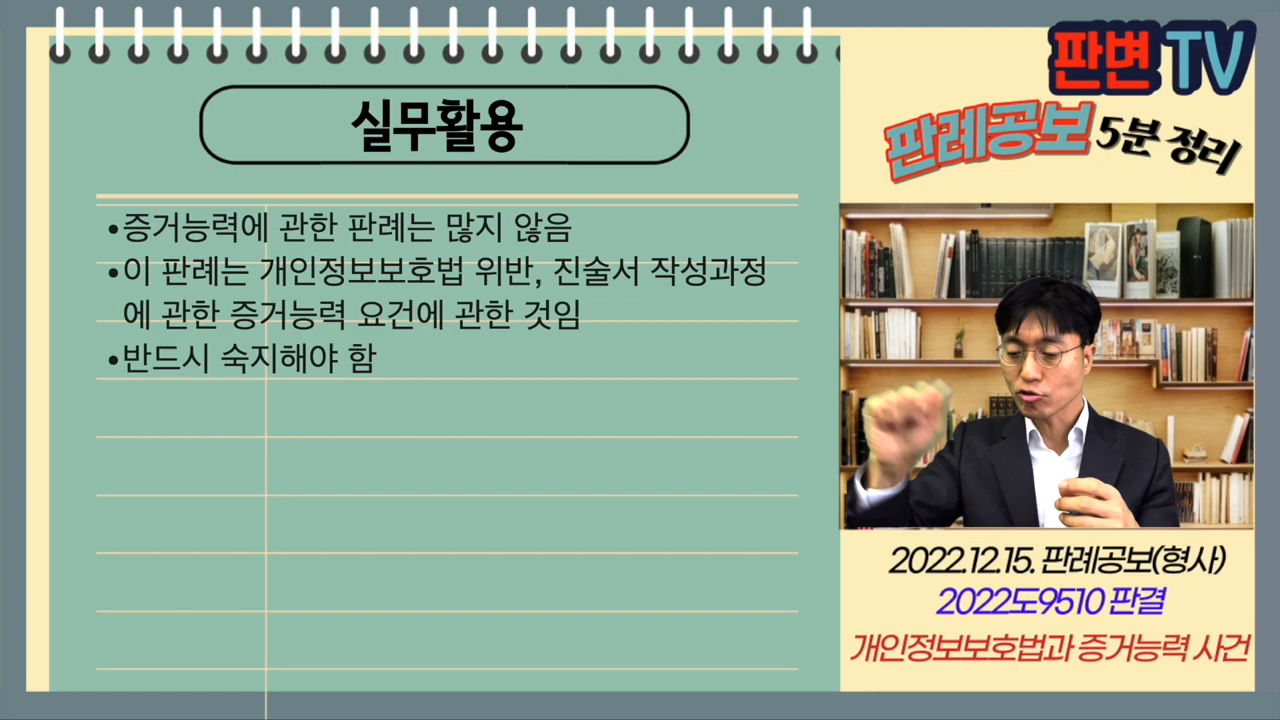 실무활용
•증거능력에 관한 판례는 많지 않음
•이 판례는 개인정보보호법 위반, 진술서 작성과정
에 관한 증거능력 요건에 관한 것임
•반드시 숙지해야 함
판변 TV
판례공보 5분 정리
2022.12.15. 판례공보(형사)
2022도9510 판결
개인정보보호법과 증거능력 사건